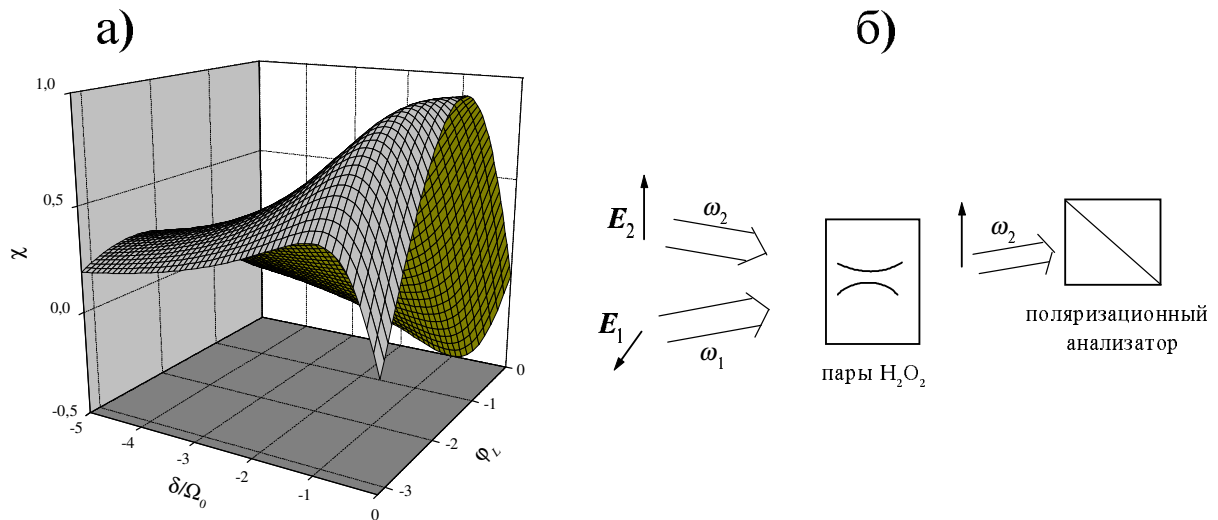 а)
1,0
0,5
0,0
-0,5
χ
-5
-4
-3
-2
-1
0
δ/Ω₀
-3
-2
-1
0
φ_L
б)
E₂
ω₂
E₁
ω₁
пары H₂O₂
ω₂
поляризационный
анализатор